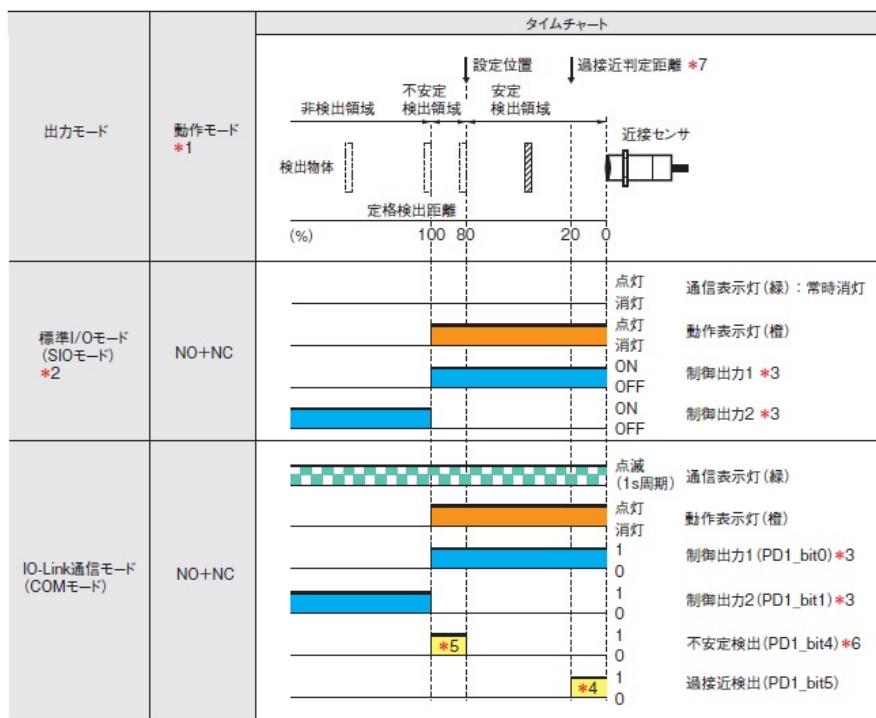 タイムチャート
出力モード
動作モード
*1
設定位置
過接近判定距離 *7
非検出領域
不安定
検出領域
安定
検出領域
近接センサ
検出物体
定格検出距離
(%)
100 80
20
0
標準I/Oモード
(SIOモード)
*2
NO+NC
点灯
消灯
通信表示灯(緑):常時消灯
点灯
消灯
動作表示灯(橙)
ON
OFF
制御出力1 *3
ON
OFF
制御出力2 *3
IO-Link通信モード
(COMモード)
NO+NC
点滅
(1s周期)
通信表示灯(緑)
点灯
消灯
動作表示灯(橙)
1
0
制御出力1(PD1_bit0)*3
1
0
制御出力2(PD1_bit1)*3
*5
1
0
不安定検出(PD1_bit4)*6
*4
1
0
過接近検出(PD1_bit5)